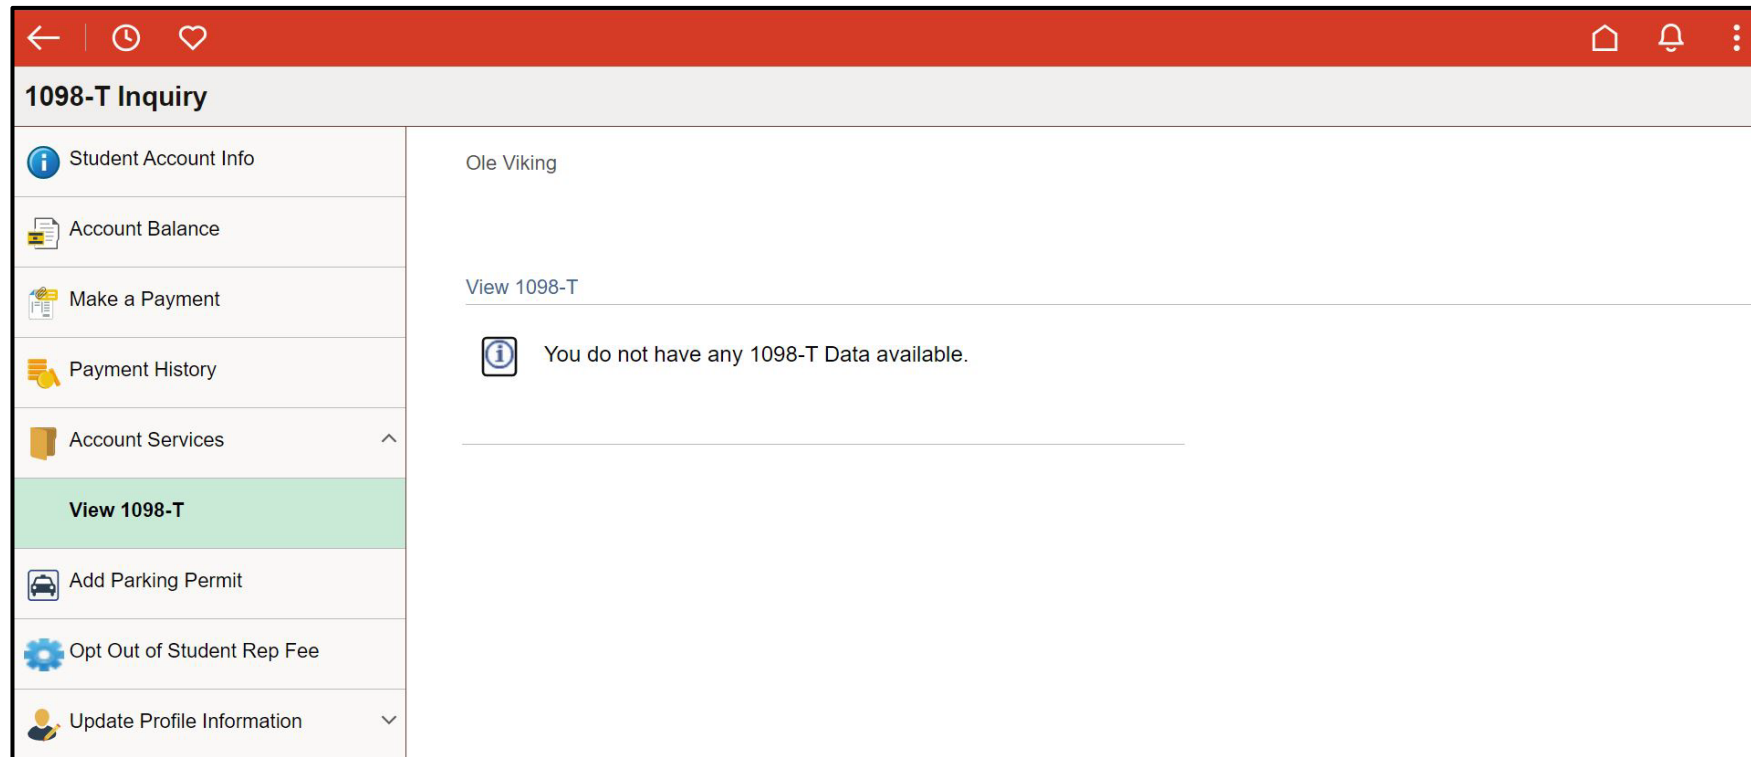 1098-T Inquiry
Student Account Info
Account Balance
Make a Payment
Payment History
Account Services
View 1098-T
Add Parking Permit
Opt Out of Student Rep Fee
Update Profile Information
Ole Viking
View 1098-T
You do not have any 1098-T Data available.